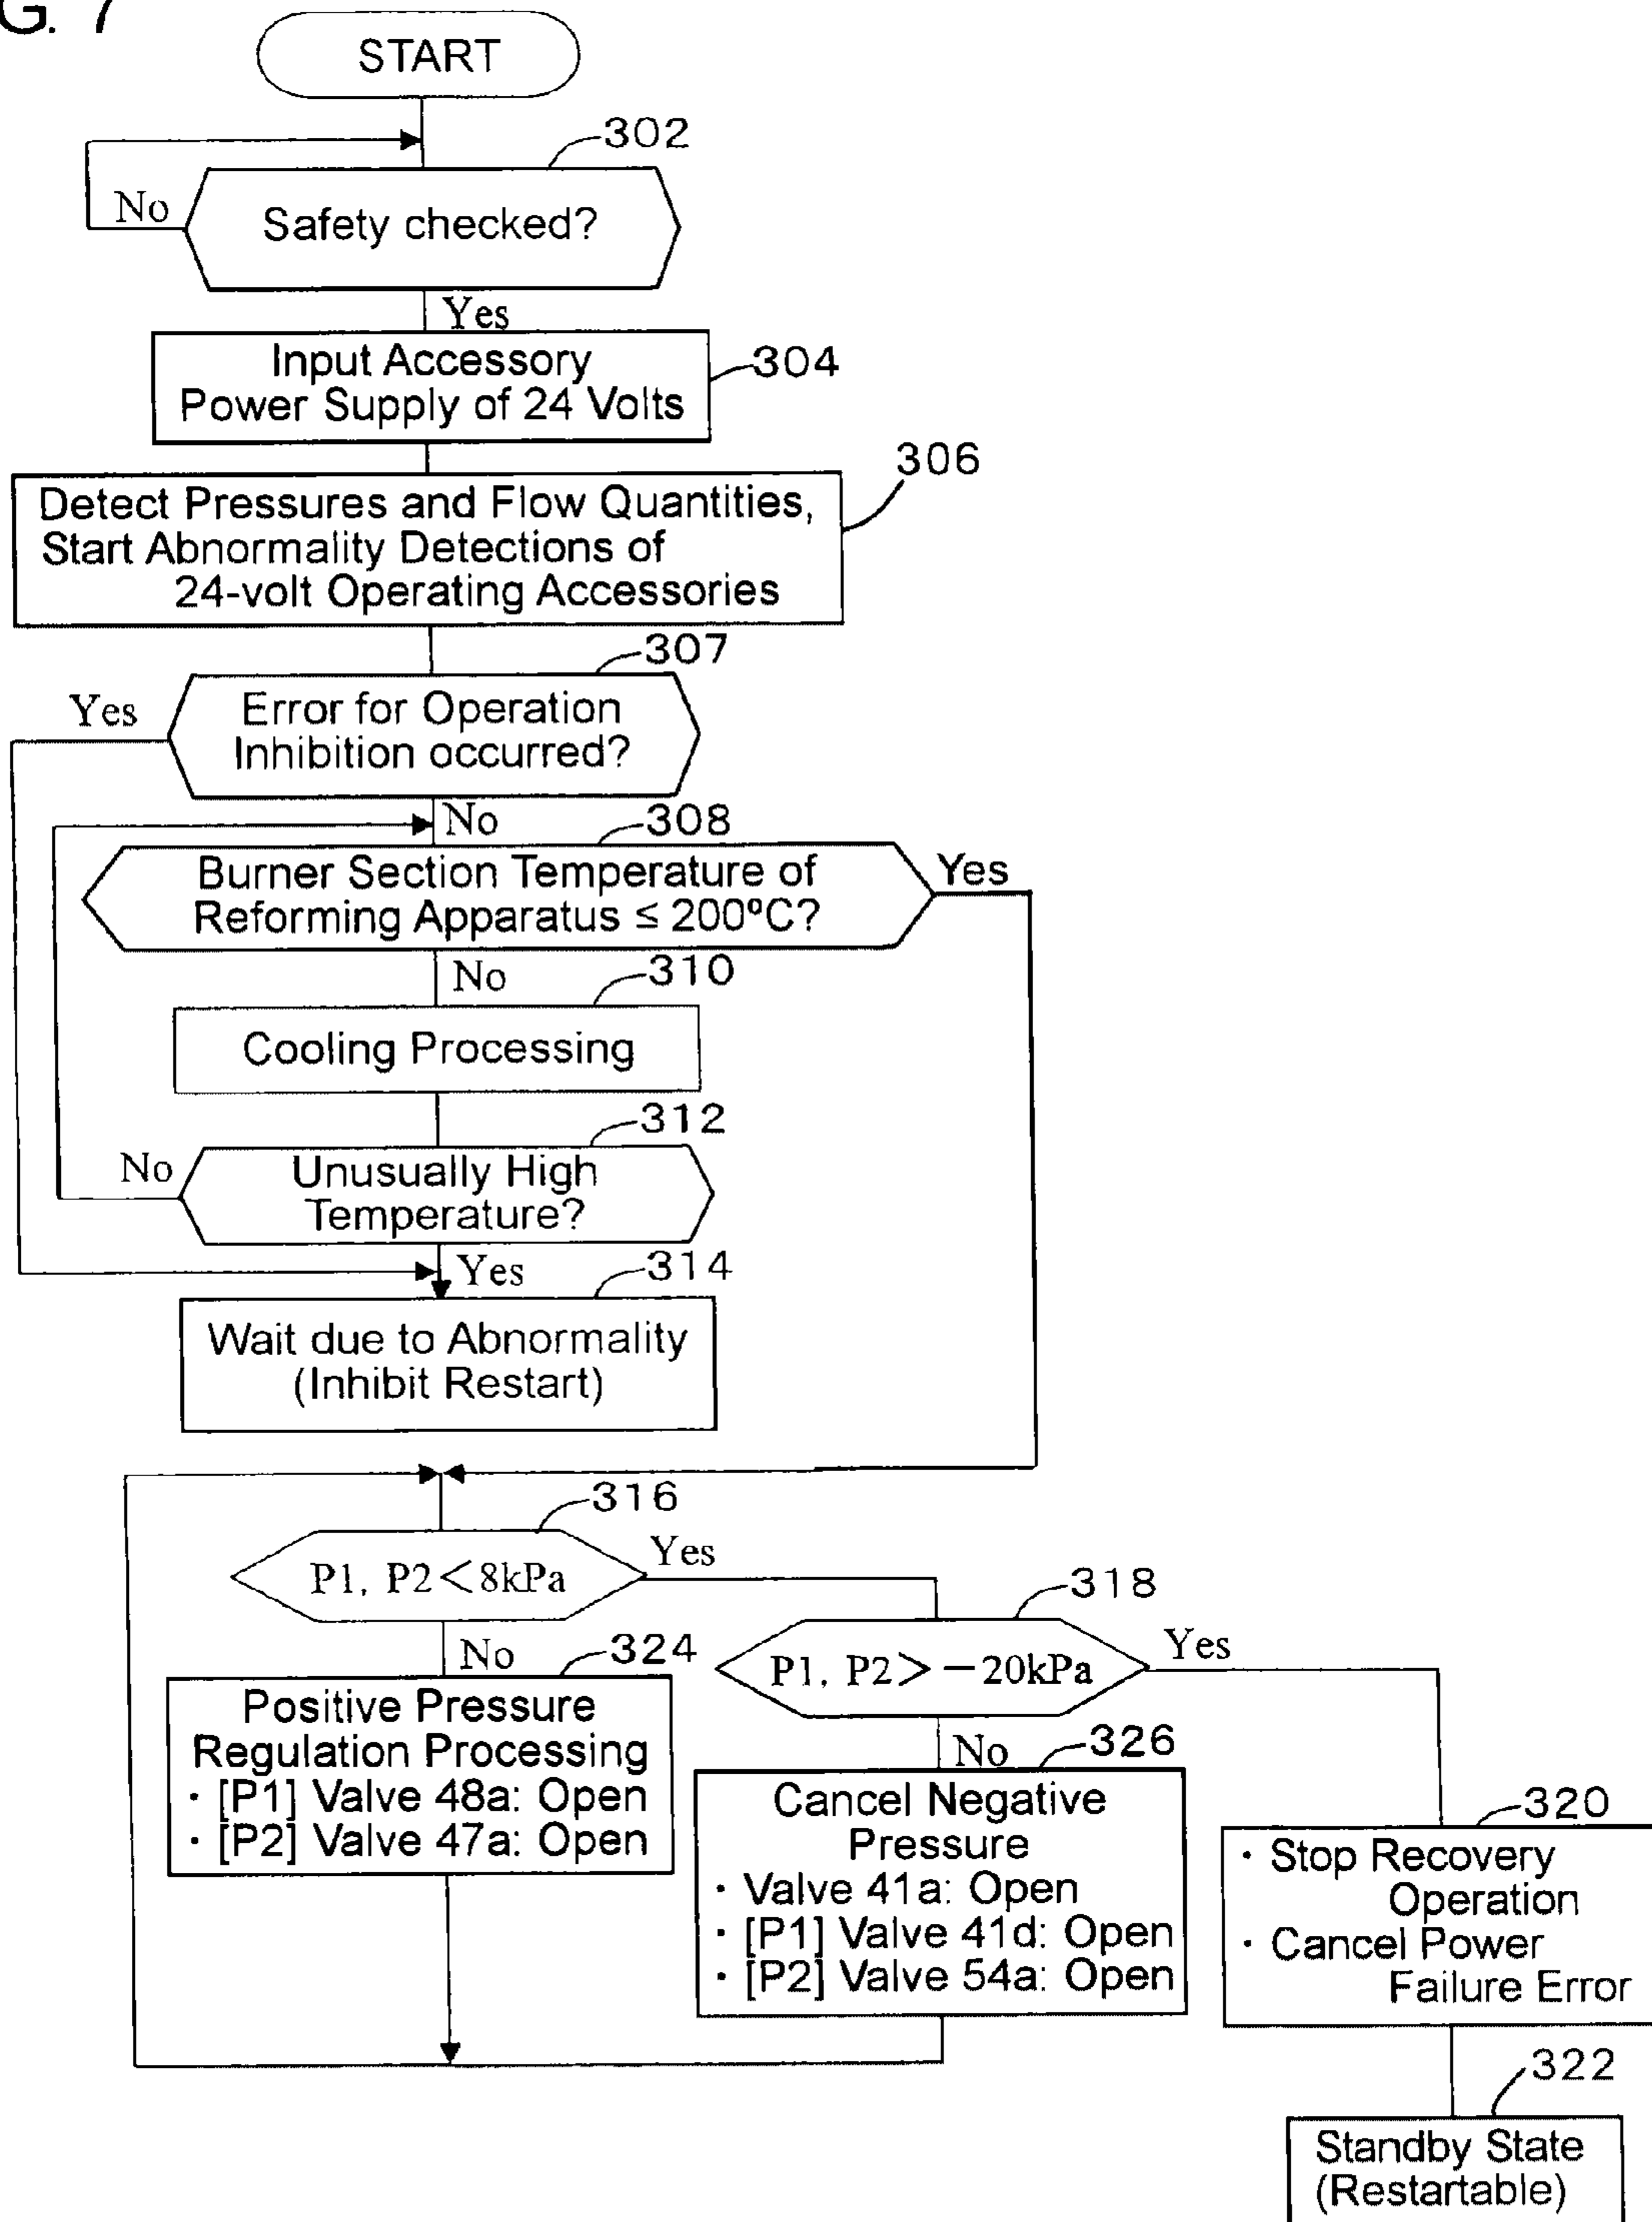 G. 7
START
302
No
Safety checked?
Yes
Input Accessory
Power Supply of 24 Volts
304
306
Detect Pressures and Flow Quantities,
Start Abnormality Detections of
24-volt Operating Accessories
307
Yes
Error for Operation
Inhibition occurred?
No
308
Burner Section Temperature of
Reforming Apparatus ≤ 200ºC?
Yes
No
310
Cooling Processing
312
No
Unusually High
Temperature?
Yes
314
Wait due to Abnormality
(Inhibit Restart)
316
P1, P2<8kPa
Yes
318
P1, P2>-20kPa
Yes
No
324
Positive Pressure
Regulation Processing
· [P1] Valve 48a: Open
· [P2] Valve 47a: Open
No
326
Cancel Negative
Pressure
· Valve 41a: Open
· [P1] Valve 41d: Open
· [P2] Valve 54a: Open
320
· Stop Recovery
Operation
· Cancel Power
Failure Error
322
Standby State
(Restartable)